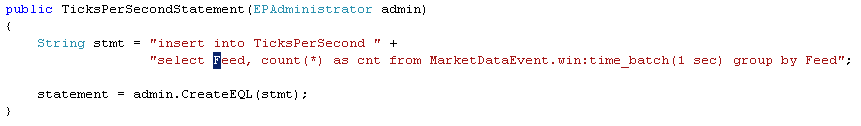 public TicksPerSecondStatement(EPAdministrator admin)
{
    String stmt = "insert into TicksPerSecond " +
                   "select Feed, count(*) as cnt from MarketDataEvent.win:time_batch(1 sec) group by Feed";
    statement = admin.CreateEQL(stmt);
}